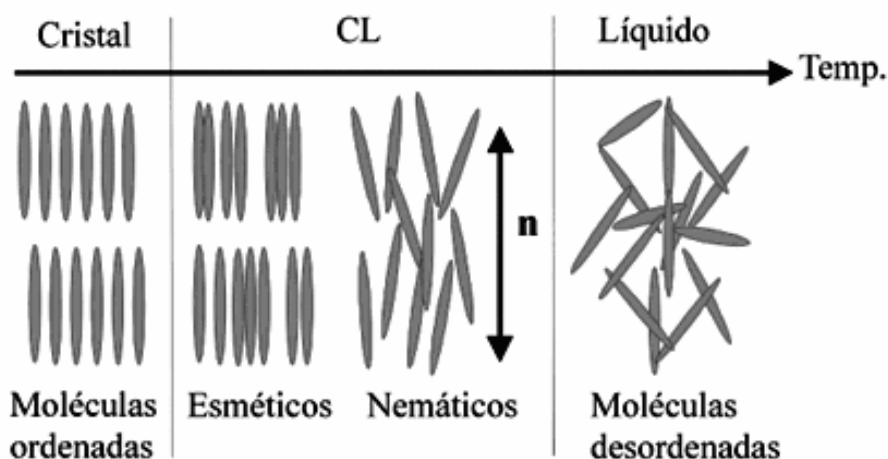 Cristal
CL
Líquido
Temp.
n
Moléculas
ordenadas
Esméticos
Nemáticos
Moléculas
desordenadas